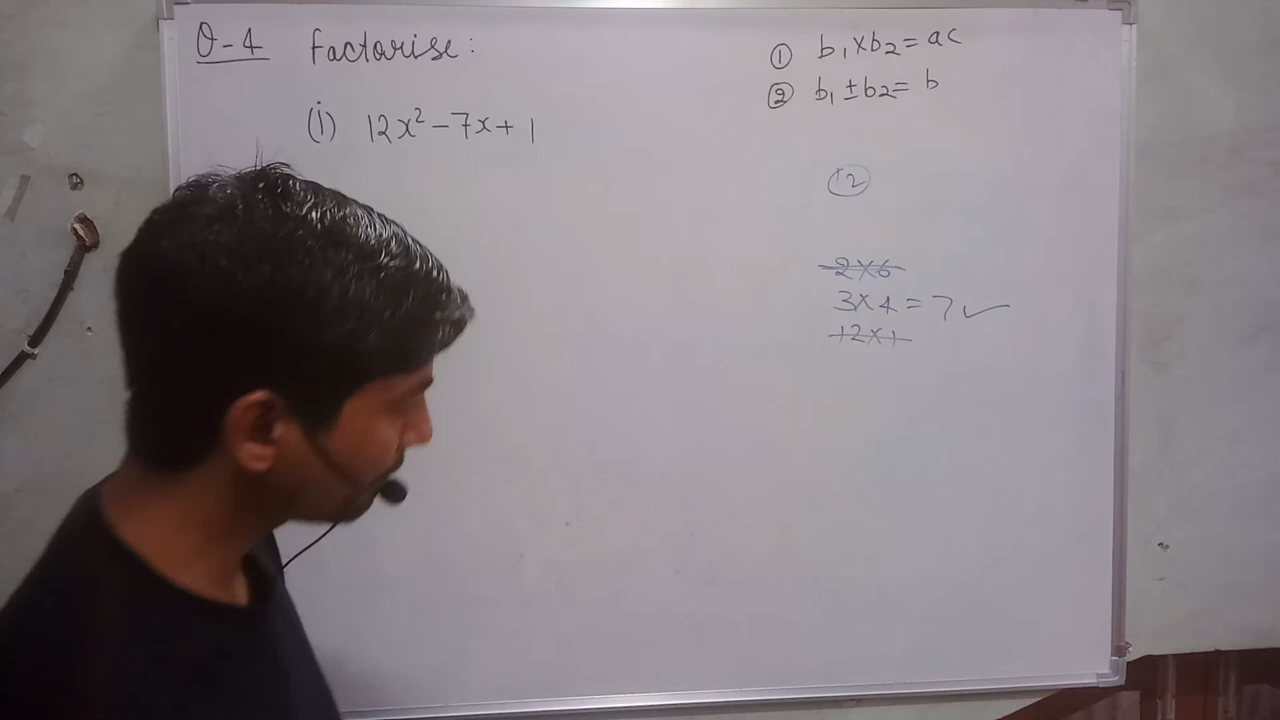 Q-4 Factorise:
(i) 12x² - 7x + 1
① b₁ x b₂ = ac
② b₁ ± b₂ = b
12
2x6
3x4 = 7 ✓
12x1